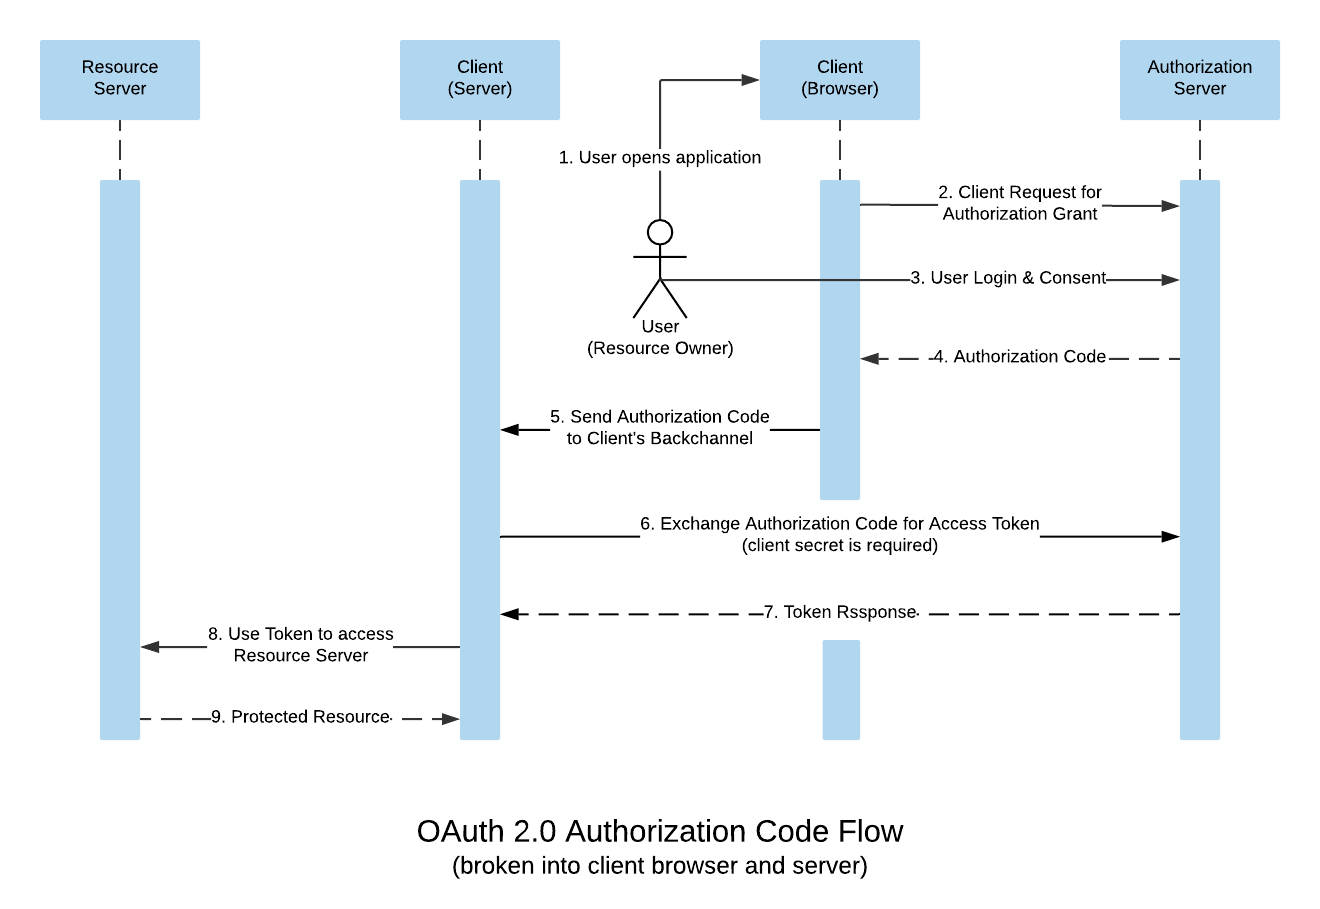 Resource
Server
Client
(Server)
Client
(Browser)
Authorization
Server
1. User opens application
2. Client Request for
Authorization Grant
3. User Login & Consent
User
(Resource Owner)
4. Authorization Code
5. Send Authorization Code
to Client's Backchannel
6. Exchange Authorization Code for Access Token
(client secret is required)
7. Token Rssponse
8. Use Token to access
Resource Server
9. Protected Resource
OAuth 2.0 Authorization Code Flow
(broken into client browser and server)